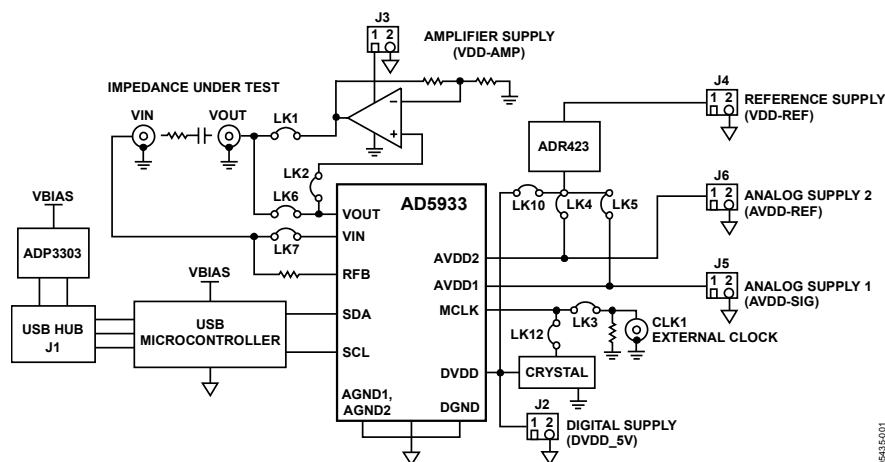 J3
1 2
AMPLIFIER SUPPLY
(VDD-AMP)
IMPEDANCE UNDER TEST
VIN
VOUT
LK1
–
+
LK2
J4
1 2
REFERENCE SUPPLY
(VDD-REF)
ADR423
J6
1 2
ANALOG SUPPLY 2
(AVDD-REF)
LK10
LK4
LK5
LK6
LK7
VBIAS
ADP3303
USB HUB
J1
VBIAS
USB
MICROCONTROLLER
AD5933
VOUT
VIN
RFB
SDA
SCL
AGND1,
AGND2
AVDD2
AVDD1
MCLK
DVDD
DGND
J5
1 2
ANALOG SUPPLY 1
(AVDD-SIG)
LK3
LK12
CLK1
EXTERNAL CLOCK
CRYSTAL
J2
1 2
DIGITAL SUPPLY
(DVDD_5V)